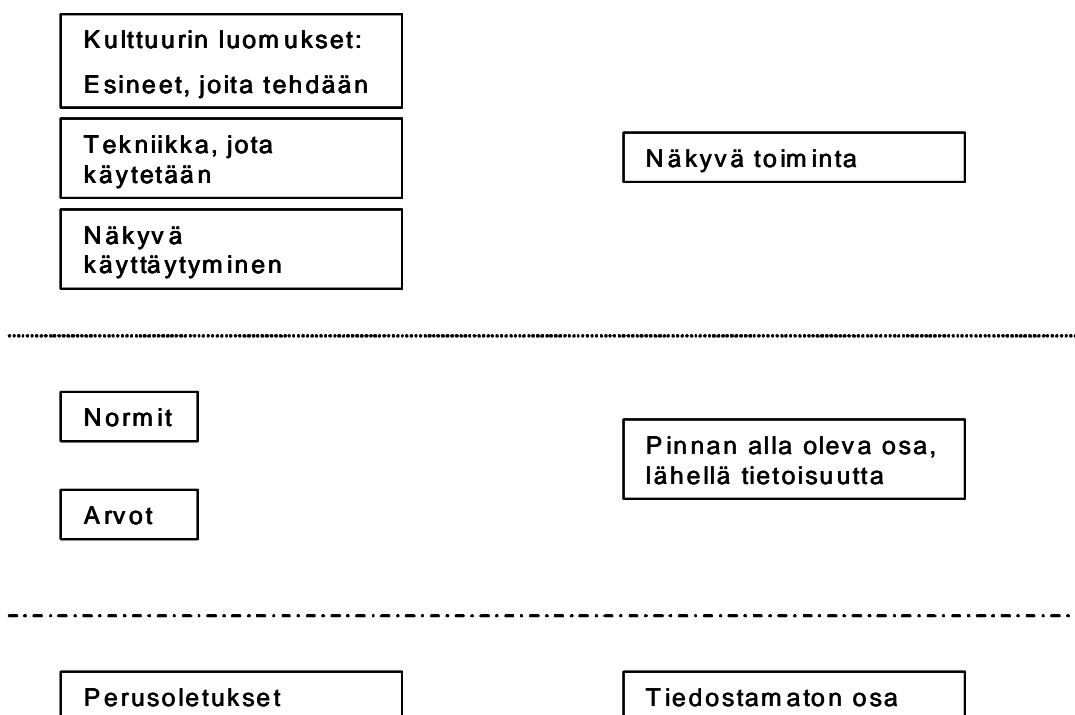 Kulttuurin luomukset:
Esineet, joita tehdään
Tekniikka, jota
käytetään
Näkyvä
käyttäytyminen
Näkyvä toiminta
Normit
Arvot
Pinnan alla oleva osa,
lähellä tietoisuutta
Perusoletukset
Tiedostamaton osa